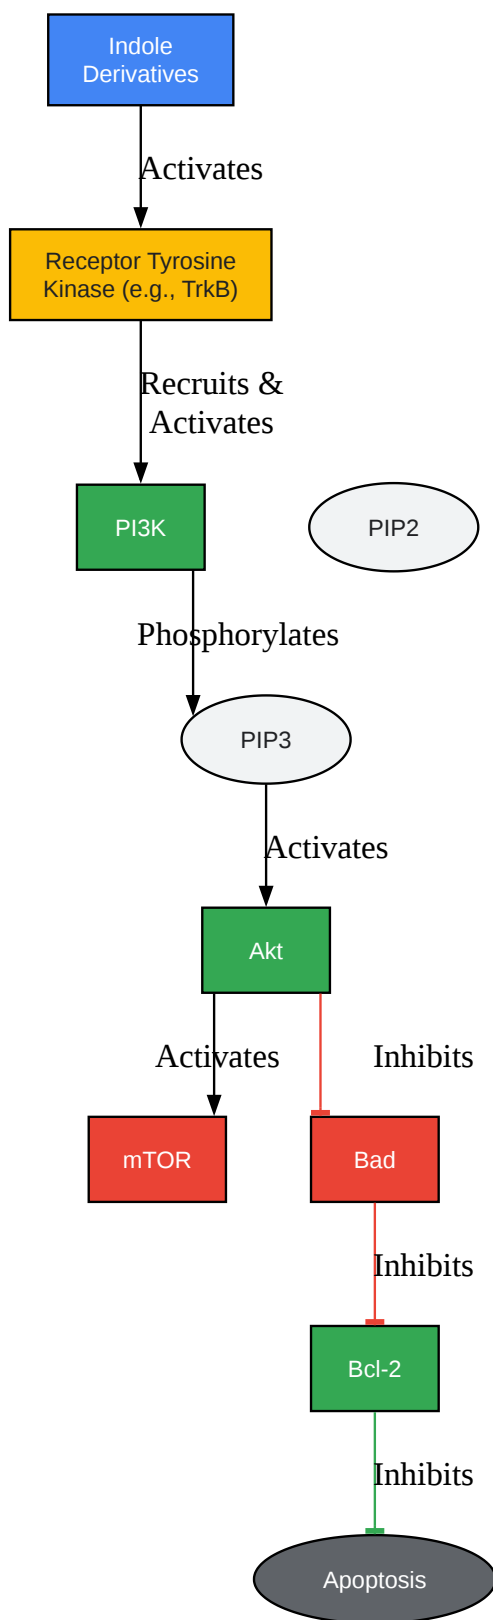 Indole
Derivatives
Activates
Receptor Tyrosine
Kinase (e.g., TrkB)
Recruits &
Activates
PI3K
PIP2
Phosphorylates
PIP3
Activates
Akt
Activates
Inhibits
mTOR
Bad
Inhibits
Bcl-2
Inhibits
Apoptosis